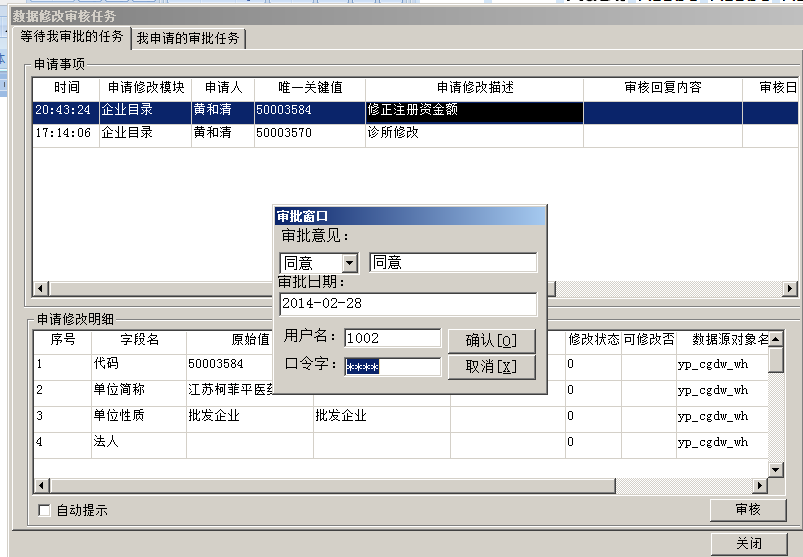 数据修改审核任务
等待我审批的任务 我申请的审批任务
申请事项
时间 申请修改模块 申请人 唯一关键值 申请修改描述 审核回复内容 审核日
20:43:24 企业目录 黄和清 50003584 修正注册资金额
17:14:06 企业目录 黄和清 50003570 诊所修改
审批窗口
审批意见：
同意 同意
审批日期：
2014-02-28
用户名： 1002 确认[O]
口令字： **** 取消[X]
申请修改明细
序号 字段名 原始值 修改状态 可修改否 数据源对象名
1 代码 50003584 0 yp_cgdw_wh
2 单位简称 江苏柯菲平医药 0 yp_cgdw_wh
3 单位性质 批发企业 批发企业 0 yp_cgdw_wh
4 法人 0 yp_cgdw_wh
自动提示 审核
关闭